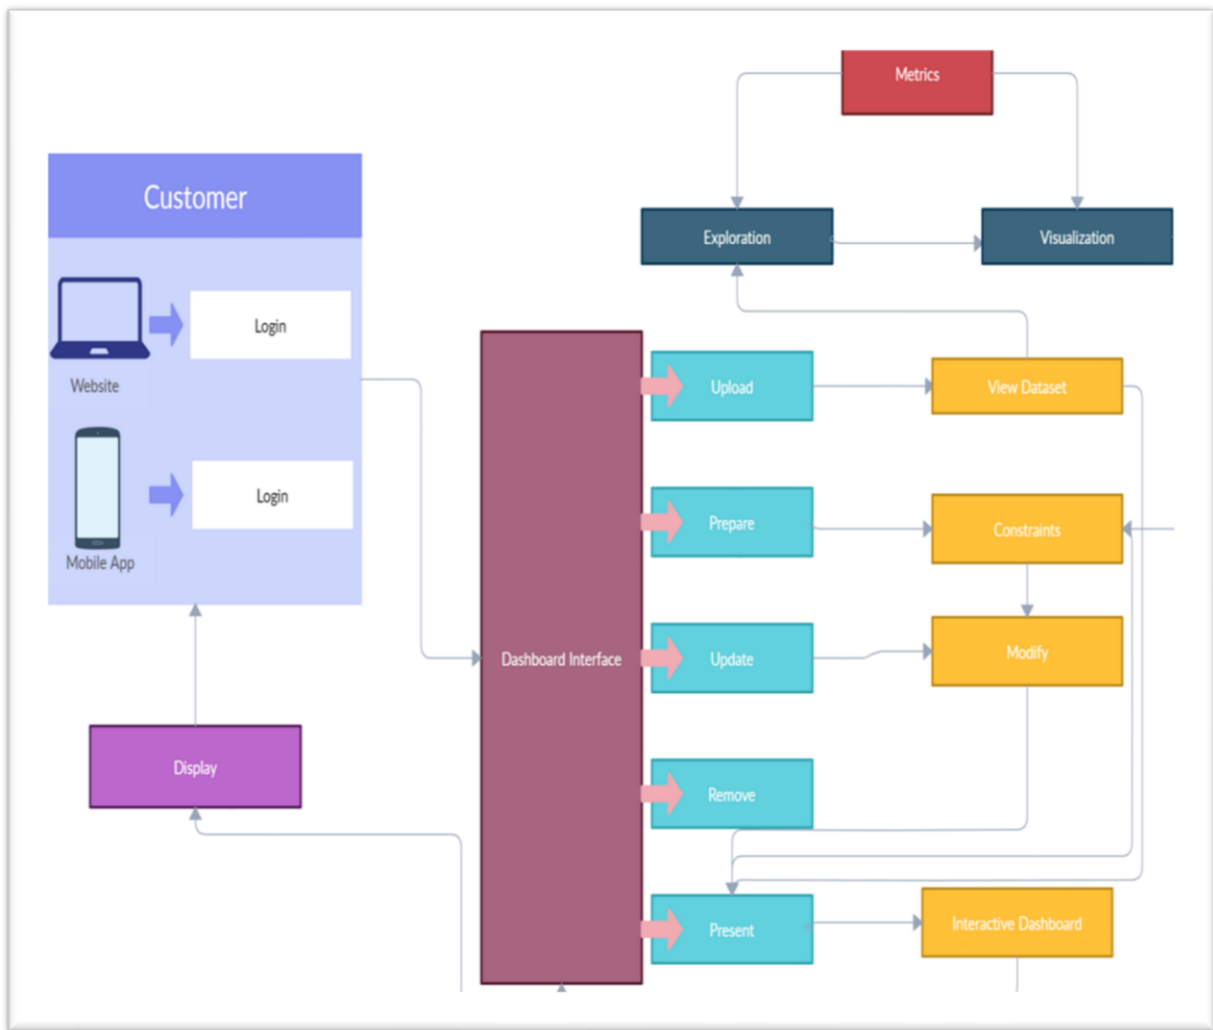 Metrics
Customer
Exploration
Visualization
Login
Website
Upload
View Dataset
Login
Mobile App
Prepare
Constraints
Dashboard Interface
Update
Modify
Display
Remove
Present
Interactive Dashboard